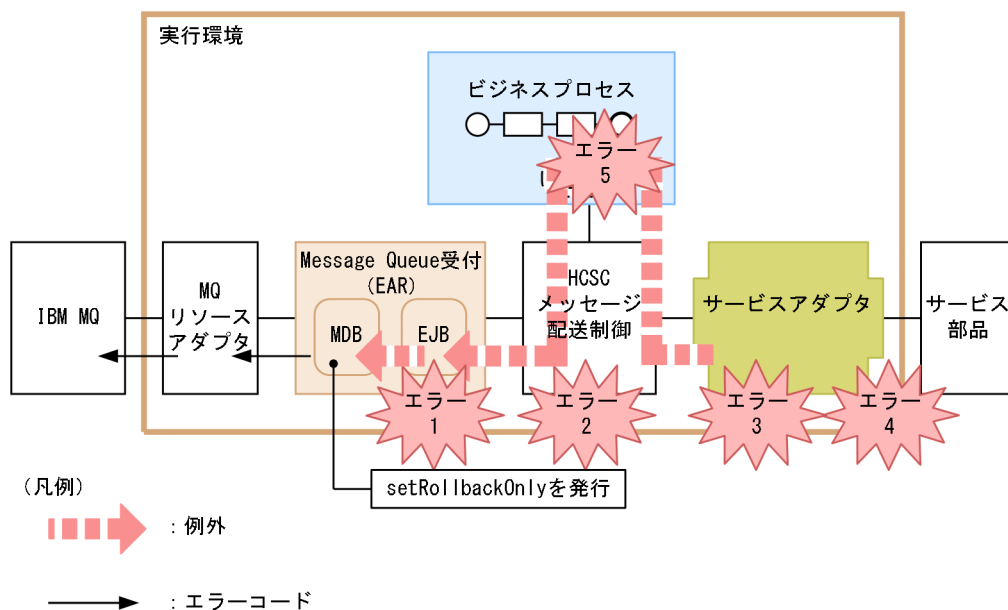 実行環境
ビジネスプロセス
エラー
5
Message Queue受付
(EAR)
MDB
EJB
IBM MQ
MQ
リソース
アダプタ
HCSC
メッセージ
配送制御
サービスアダプタ
サービス
部品
エラー
1
エラー
2
エラー
3
エラー
4
setRollbackOnlyを発行
(凡例)
：例外
：エラーコード